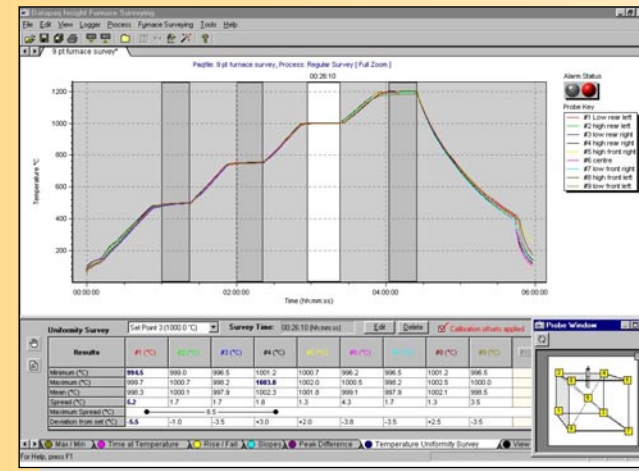 Datapaq Insight Furnace Surveying
File Edit View Logger Process Furnace Surveying Tools Help
9 pt furnace survey*
Paqfile: 9 pt furnace survey, Process: Regular Survey [ Full Zoom ]
00:26:10
Alarm Status
Probe Key
#1 Low rear left
#2 high rear left
#3 low rear right
#4 high rear right
#5 high front right
#6 centre
#7 low front right
#8 high front left
#9 low front left
Temperature °C
1200
1000
800
600
400
200
00:00:00 02:00:00 04:00:00 06:00:00
Time (hh:mm:ss)
Uniformity Survey Set Point 3 (1000.0 °C) Survey Time: 00:26:10 (hh:mm:ss) Edit Delete Calibration offsets applied
Probe Window
Results #1 (°C) #2 (°C) #3 (°C) #4 (°C) #5 (°C) #6 (°C) #7 (°C) #8 (°C) #9 (°C)
Minimum (°C) 994.5 999.0 996.5 1001.2 1000.7 996.2 996.5 1001.2 996.5
Maximum (°C) 999.7 1000.7 998.2 1003.0 1002.0 1000.5 998.2 1002.5 1000.0
Mean (°C) 998.3 1000.1 997.9 1002.3 1001.8 999.1 997.9 1002.1 998.5
Spread (°C) 5.2 1.7 1.7 1.8 1.3 4.3 1.7 1.3 3.5
Maximum Spread (°C) 8.5
Deviation from set (°C) -5.5 -1.0 -3.5 +3.0 +2.0 -3.8 -3.5 +2.5 -3.5
Max / Min Time at Temperature Rise / Fall Slopes Peak Difference Temperature Uniformity Survey View
For Help, press F1